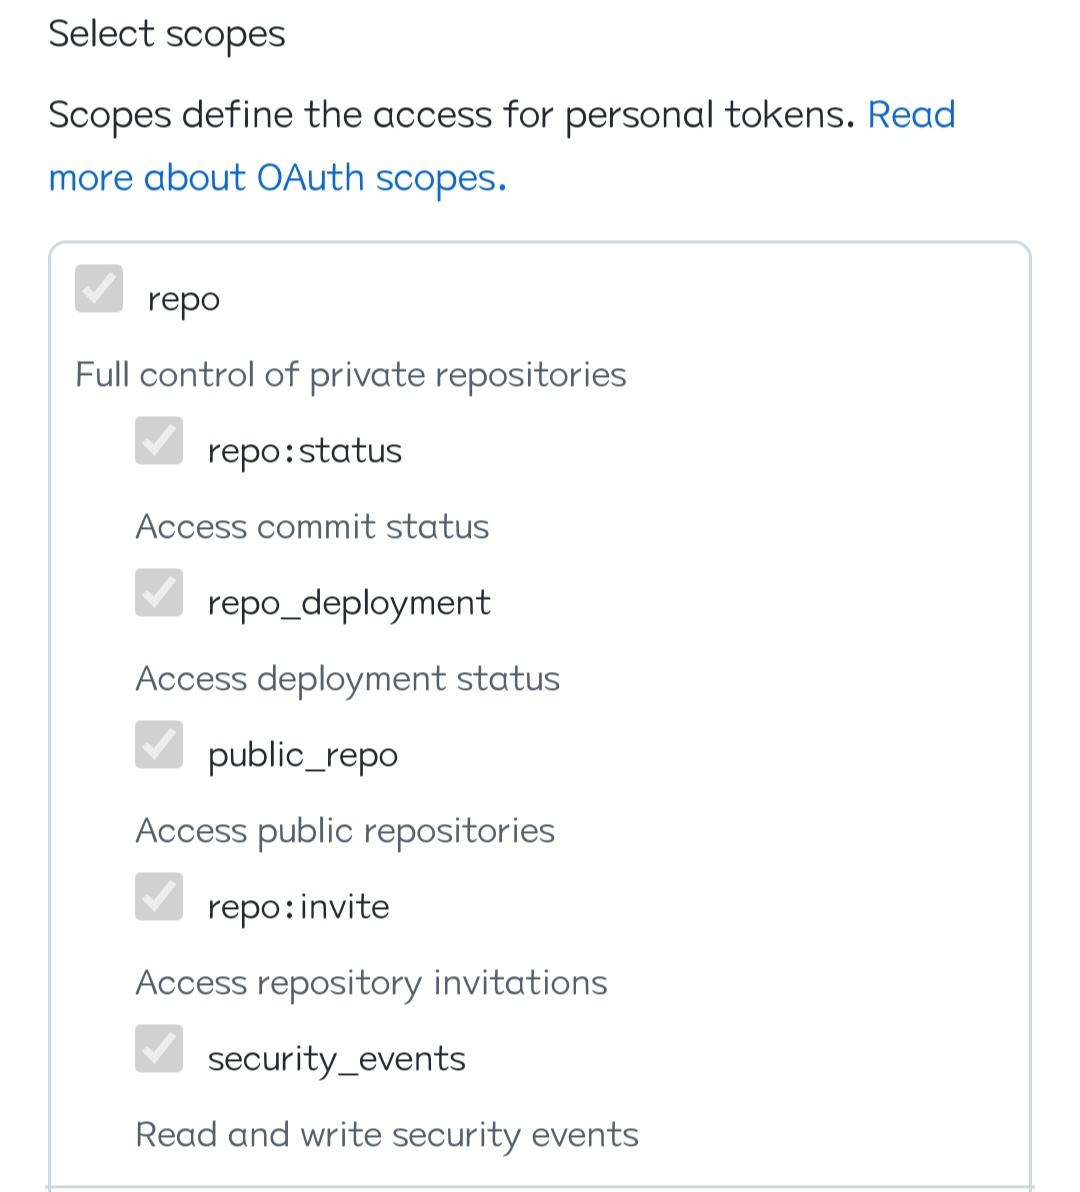 Select scopes
Scopes define the access for personal tokens. Read
more about OAuth scopes.
repo
Full control of private repositories
repo:status
Access commit status
repo_deployment
Access deployment status
public_repo
Access public repositories
repo:invite
Access repository invitations
security_events
Read and write security events